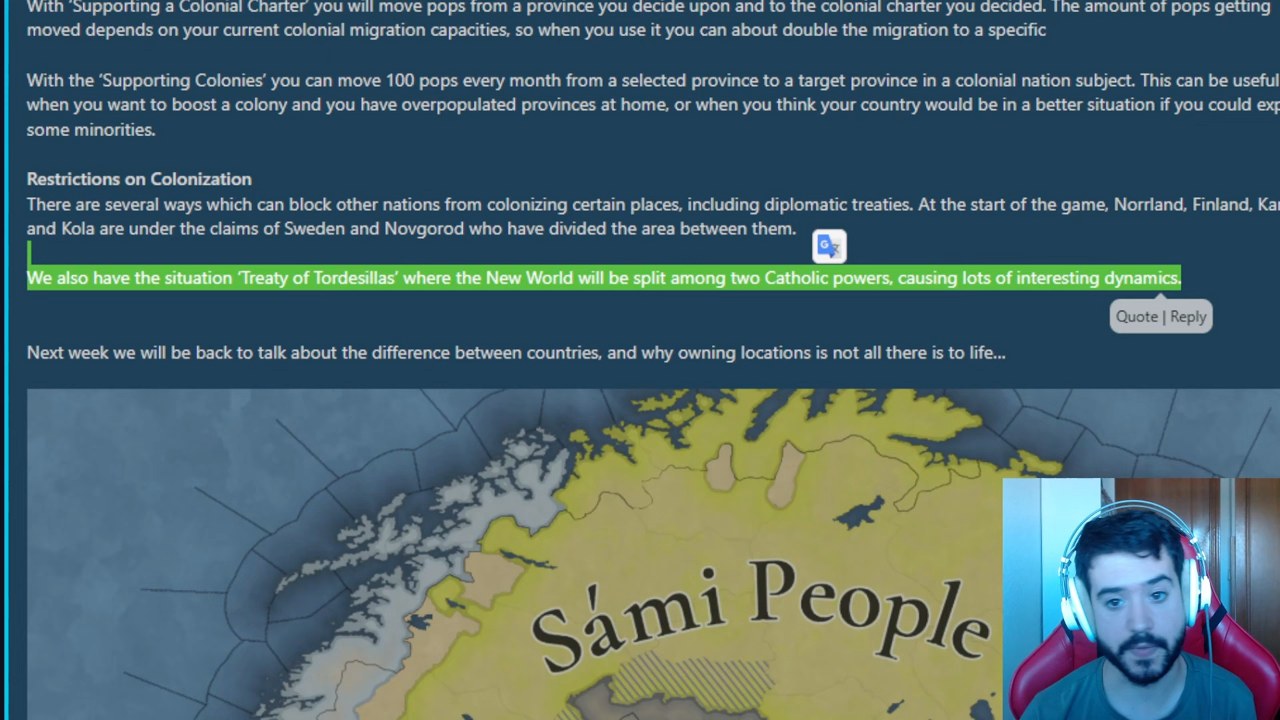 With 'Supporting a Colonial Charter' you will move pops from a province you decide upon and to the colonial charter you decided. The amount of pops getting
moved depends on your current colonial migration capacities, so when you use it you can about double the migration to a specific
With the 'Supporting Colonies' you can move 100 pops every month from a selected province to a target province in a colonial nation subject. This can be useful
when you want to boost a colony and you have overpopulated provinces at home, or when you think your country would be in a better situation if you could
some minorities.
Restrictions on Colonization
There are several ways which can block other nations from colonizing certain places, including diplomatic treaties. At the start of the game, Norrland, Finland,
and Kola are under the claims of Sweden and Novgorod who have divided the area between them.
We also have the situation 'Treaty of Tordesillas' where the New World will be split among two Catholic powers, causing lots of interesting dynamics.
Quote | Reply
Next week we will be back to talk about the difference between countries, and why owning locations is not all there is to life...
Sámi People